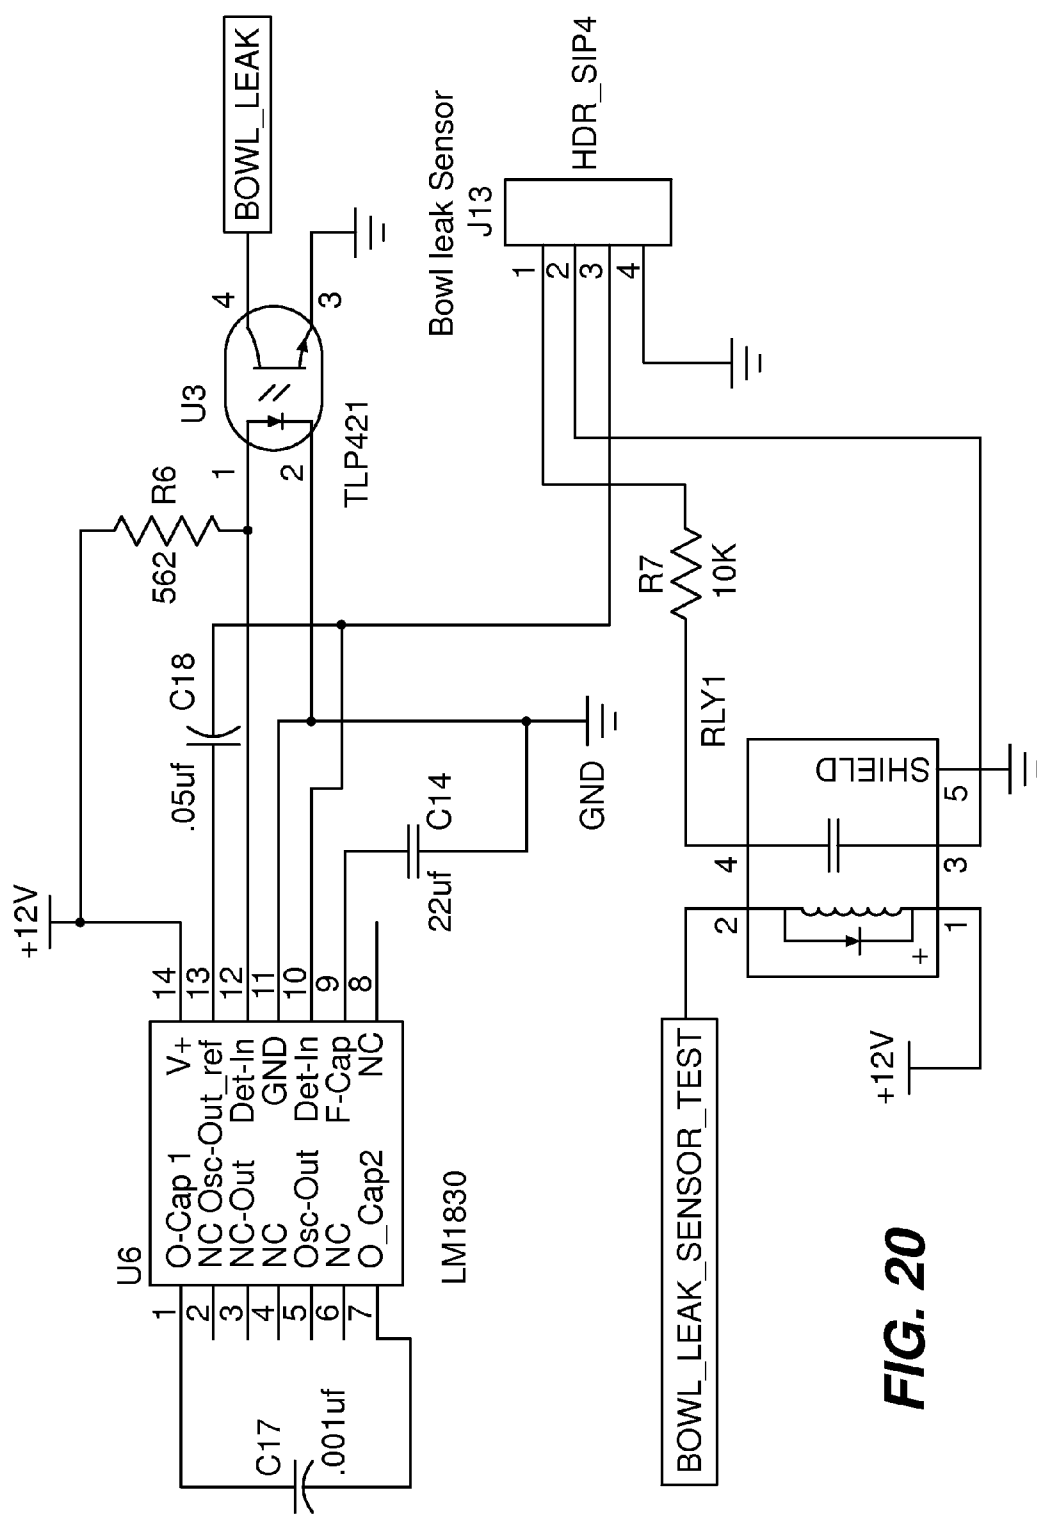 +12V
562
R6
BOWL_LEAK
U3
1
2
4
3
TLP421
.05uf
C18
U6
1
2
3
4
5
6
7
O-Cap 1
V+
NC
Osc-Out_ref
NC-Out
Det-In
NC
GND
Osc-Out
Det-In
NC
F-Cap
O_Cap2
NC
14
13
12
11
10
9
8
LM1830
C17
.001uf
22uf
C14
GND
Bowl leak Sensor
J13
HDR_SIP4
1
2
3
4
R7
10K
RLY1
SHIELD
BOWL_LEAK_SENSOR_TEST
2
4
+
1
3
5
+12V
FIG. 20